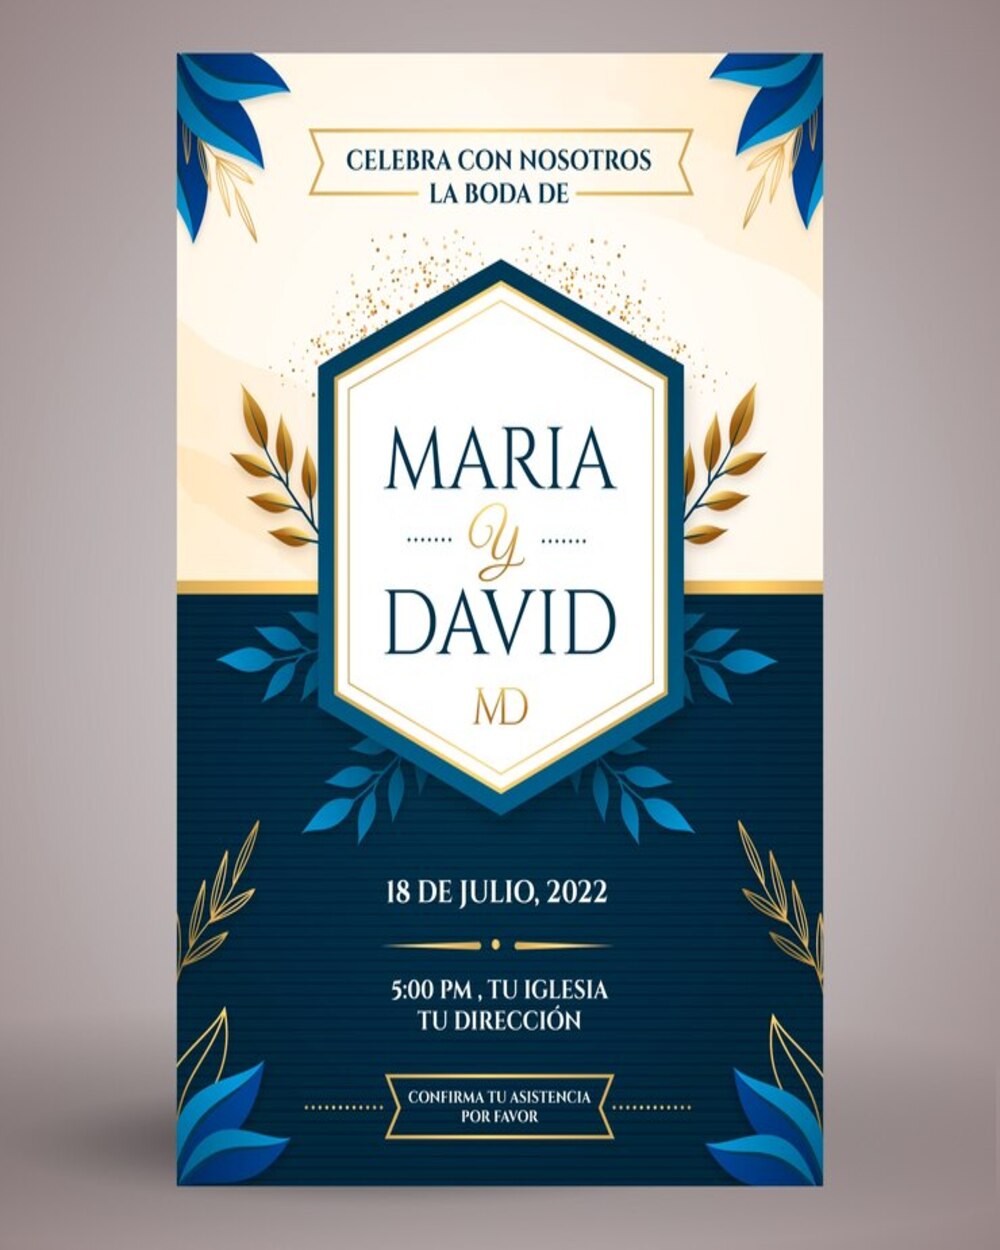 CELEBRA CON NOSOTROS
LA BODA DE
MARIA
y
DAVID
MD
18 DE JULIO, 2022
5:00 PM , TU IGLESIA
TU DIRECCIÓN
CONFIRMA TU ASISTENCIA
POR FAVOR